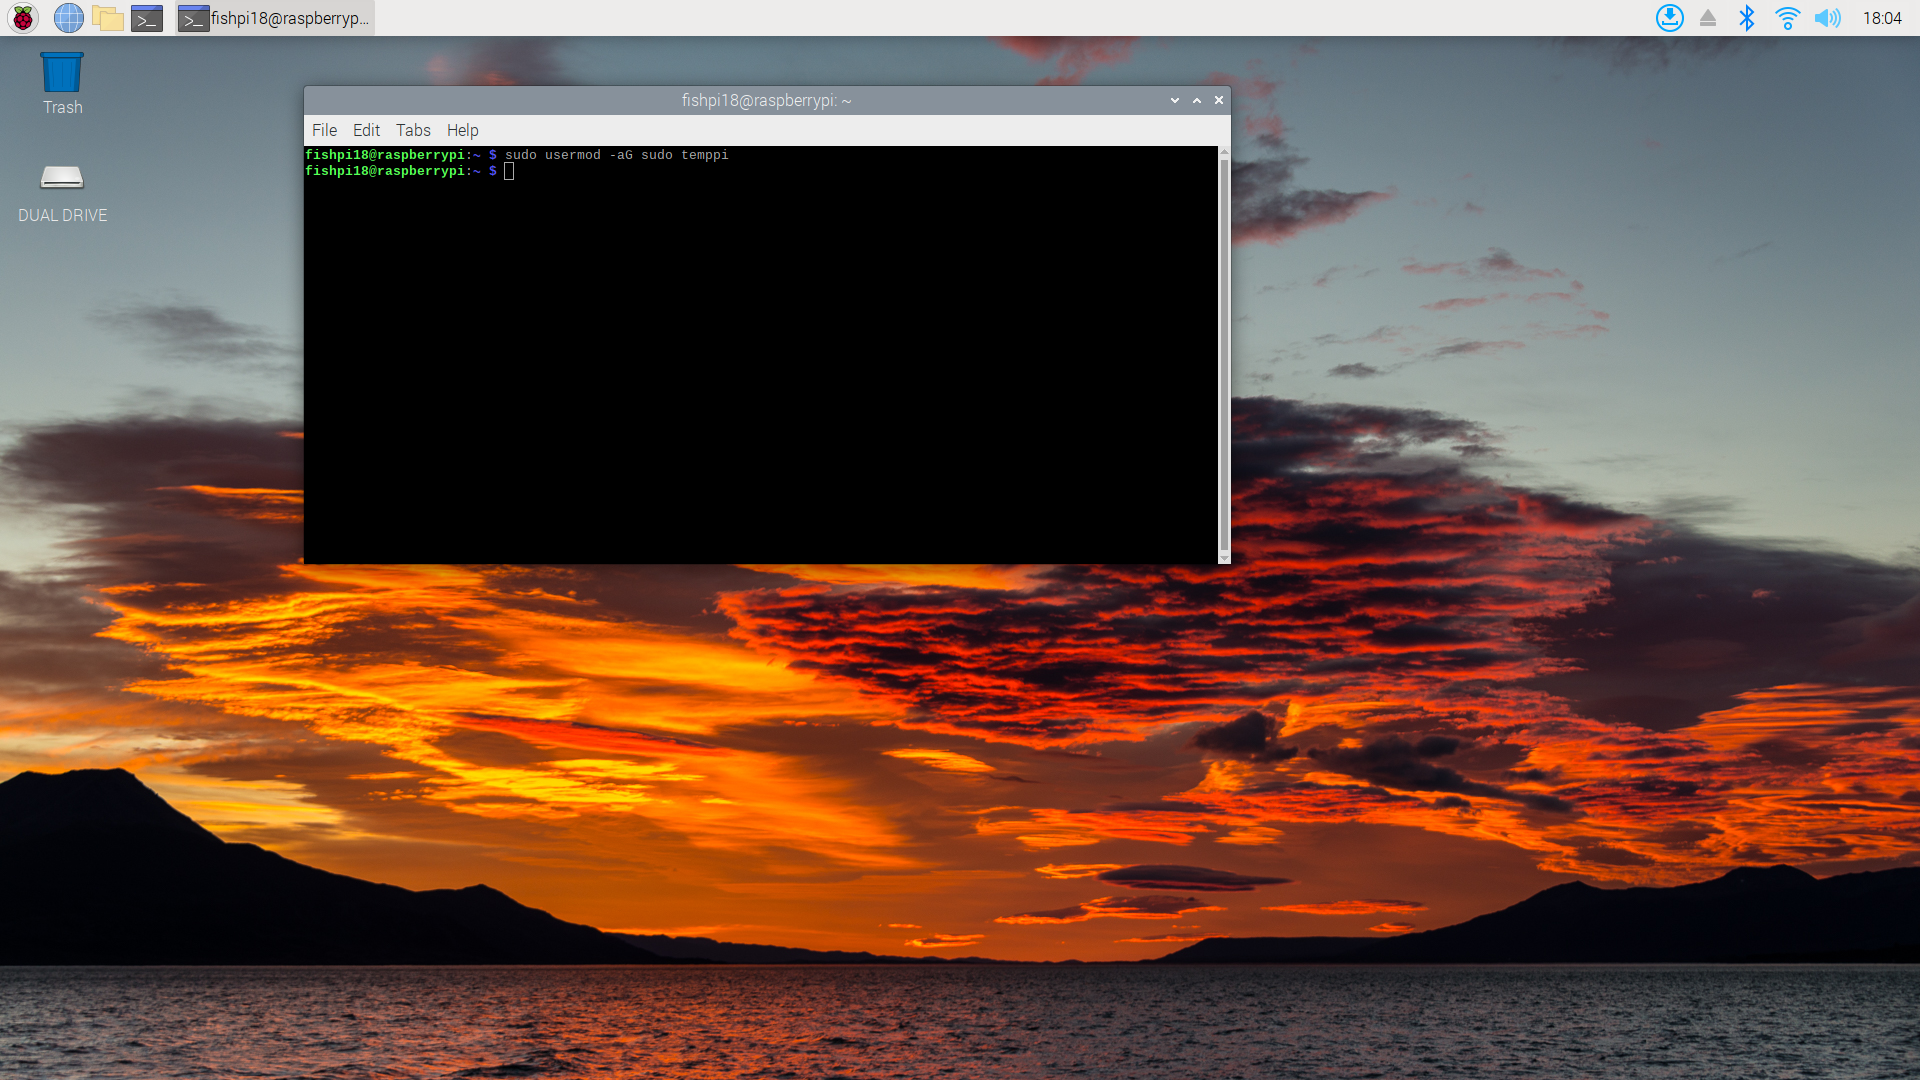 fishpi18@raspberryp...
18:04
Trash
DUAL DRIVE
fishpi18@raspberrypi: ~
File Edit Tabs Help
fishpi18@raspberrypi:~ $ sudo usermod -aG sudo temppi
fishpi18@raspberrypi:~ $